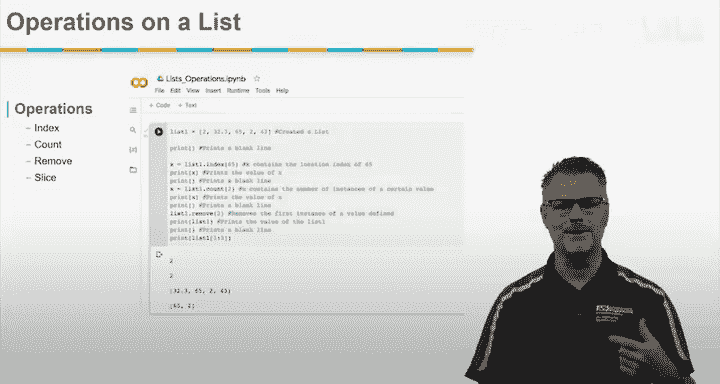 Operations on a List
Operations
– Index
– Count
– Remove
– Slice
Lists_Operations.ipynb
File Edit View Insert Runtime Tools Help
+ Code + Text
list1 = [2, 32.3, 65, 2, 43] #Created a List
print() #Prints a blank line
x = list1.index(65) #x contains the location index of 65
print(x) #Prints the value of x
print() #Prints a blank line
x = list1.count(2) #x contains the number of instances of a certain value
print(x) #Prints the value of x
print() #Prints a blank line
list1.remove(2) #Removes the first instance of a value defined
print(list1) #Prints the value of the list1
print() #Prints a blank line
print(list1[1:3])
2
2
[32.3, 65, 2, 43]
[65, 2]